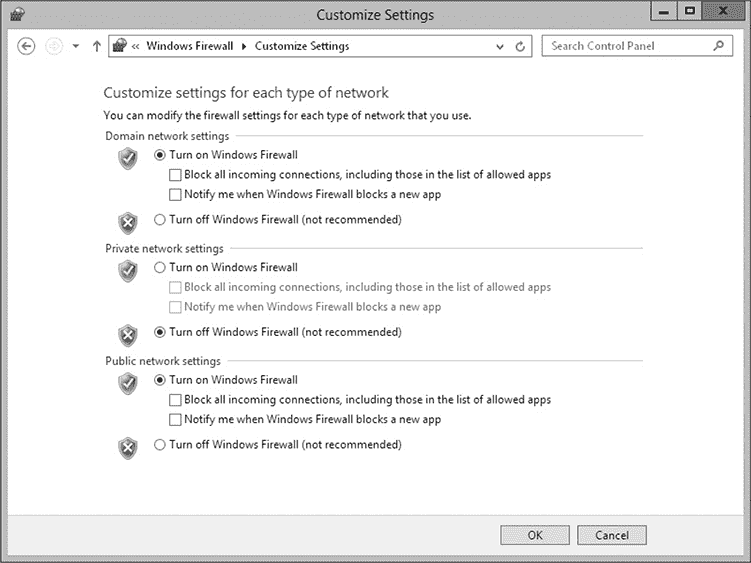 Customize Settings
« Windows Firewall ▸ Customize Settings
Search Control Panel
Customize settings for each type of network
You can modify the firewall settings for each type of network that you use.
Domain network settings
Turn on Windows Firewall
Block all incoming connections, including those in the list of allowed apps
Notify me when Windows Firewall blocks a new app
Turn off Windows Firewall (not recommended)
Private network settings
Turn on Windows Firewall
Block all incoming connections, including those in the list of allowed apps
Notify me when Windows Firewall blocks a new app
Turn off Windows Firewall (not recommended)
Public network settings
Turn on Windows Firewall
Block all incoming connections, including those in the list of allowed apps
Notify me when Windows Firewall blocks a new app
Turn off Windows Firewall (not recommended)
OK Cancel